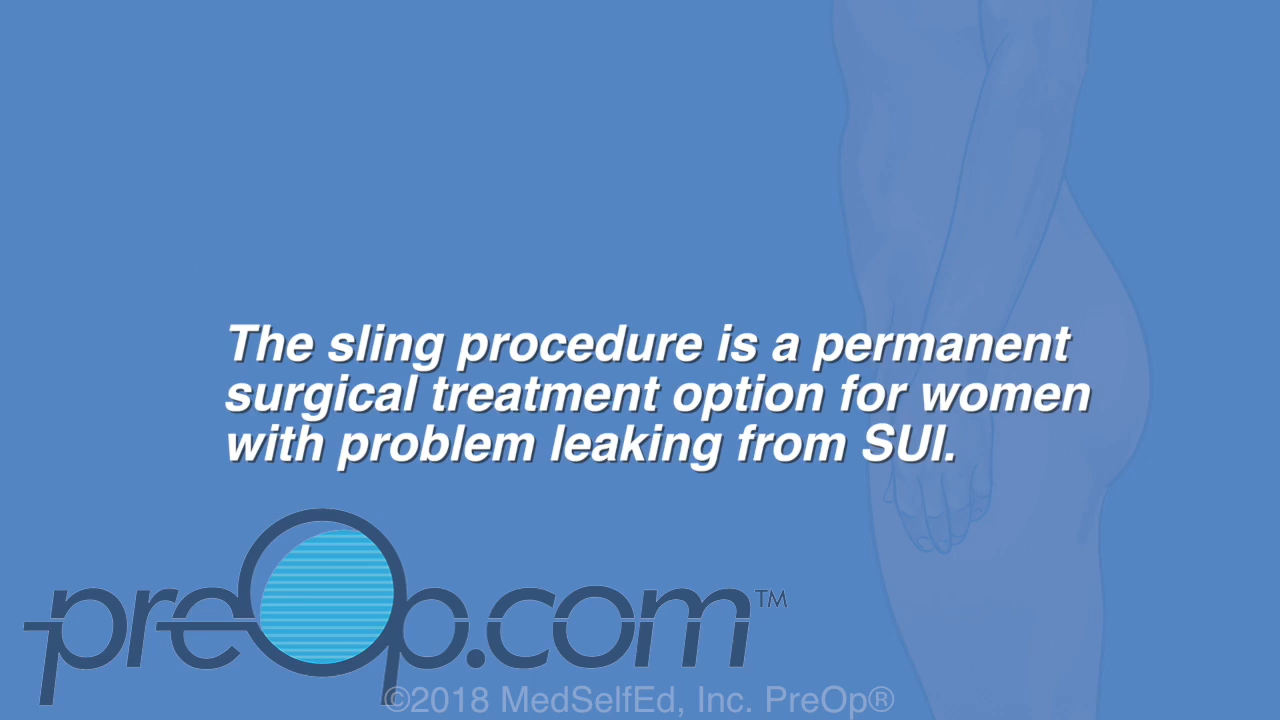 The sling procedure is a permanent
surgical treatment option for women
with problem leaking from SUI.
preOp.com™
©2018 MedSelfEd, Inc. PreOp®